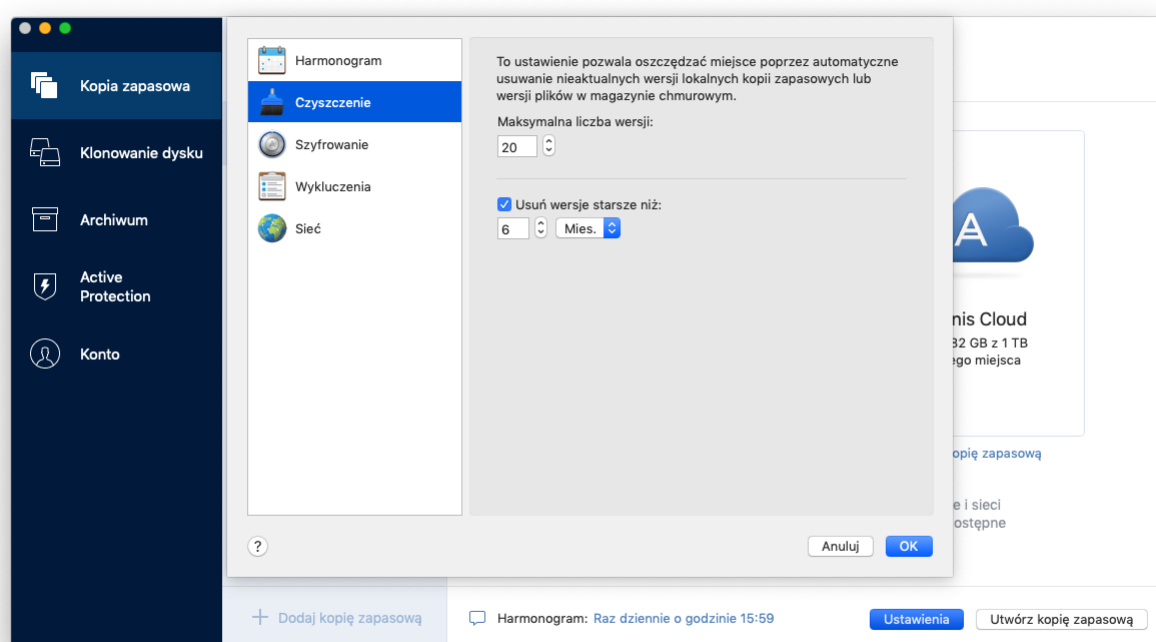 Kopia zapasowa
Klonowanie dysku
Archiwum
Active
Protection
Konto
Harmonogram
Czyszczenie
Szyfrowanie
Wykluczenia
Sieć
To ustawienie pozwala oszczędzać miejsce poprzez automatyczne
usuwanie nieaktualnych wersji lokalnych kopii zapasowych lub
wersji plików w magazynie chmurowym.
Maksymalna liczba wersji:
20
Usuń wersje starsze niż:
6 Mies.
?
Anuluj OK
A
nis Cloud
32 GB z 1 TB
ego miejsca
opię zapasową
e i sieci
ostępne
Dodaj kopię zapasową
Harmonogram: Raz dziennie o godzinie 15:59
Ustawienia
Utwórz kopię zapasową